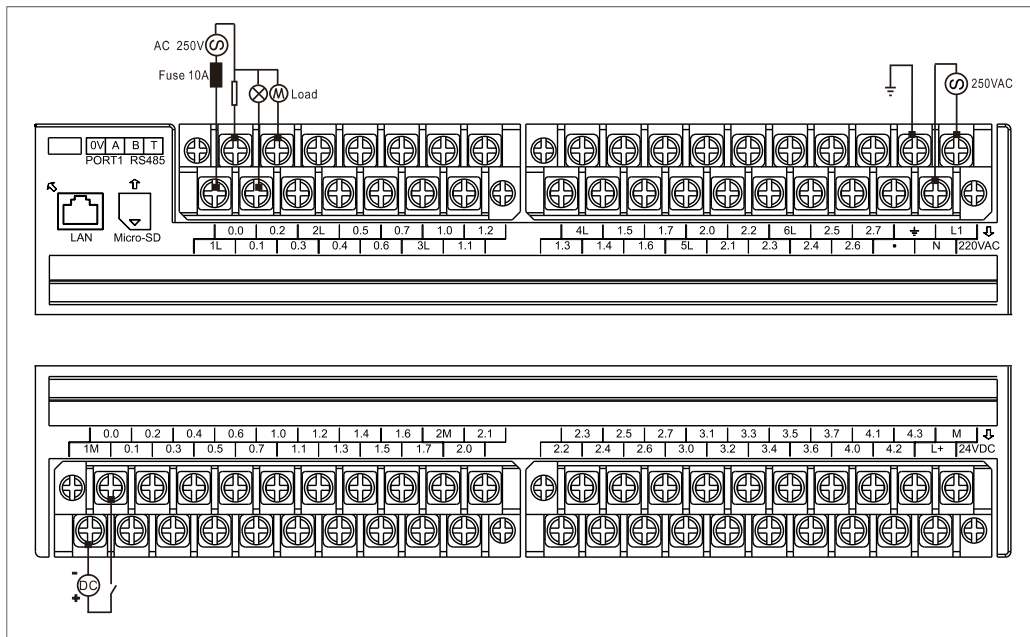 AC 250V
Fuse 10A
Load
250VAC
0V A B T
PORT1 RS485
LAN Micro-SD
0.0 0.2 2L 0.5 0.7 1.0 1.2
1L 0.1 0.3 0.4 0.6 3L 1.1
4L 1.5 1.7 2.0 2.2 6L 2.5 2.7 L1
1.3 1.4 1.6 5L 2.1 2.3 2.4 2.6 • N 220VAC
0.0 0.2 0.4 0.6 1.0 1.2 1.4 1.6 2M 2.1
1M 0.1 0.3 0.5 0.7 1.1 1.3 1.5 1.7 2.0
2.3 2.5 2.7 3.1 3.3 3.5 3.7 4.1 4.3 M
2.2 2.4 2.6 3.0 3.2 3.4 3.6 4.0 4.2 L+ 24VDC
-
DC
+